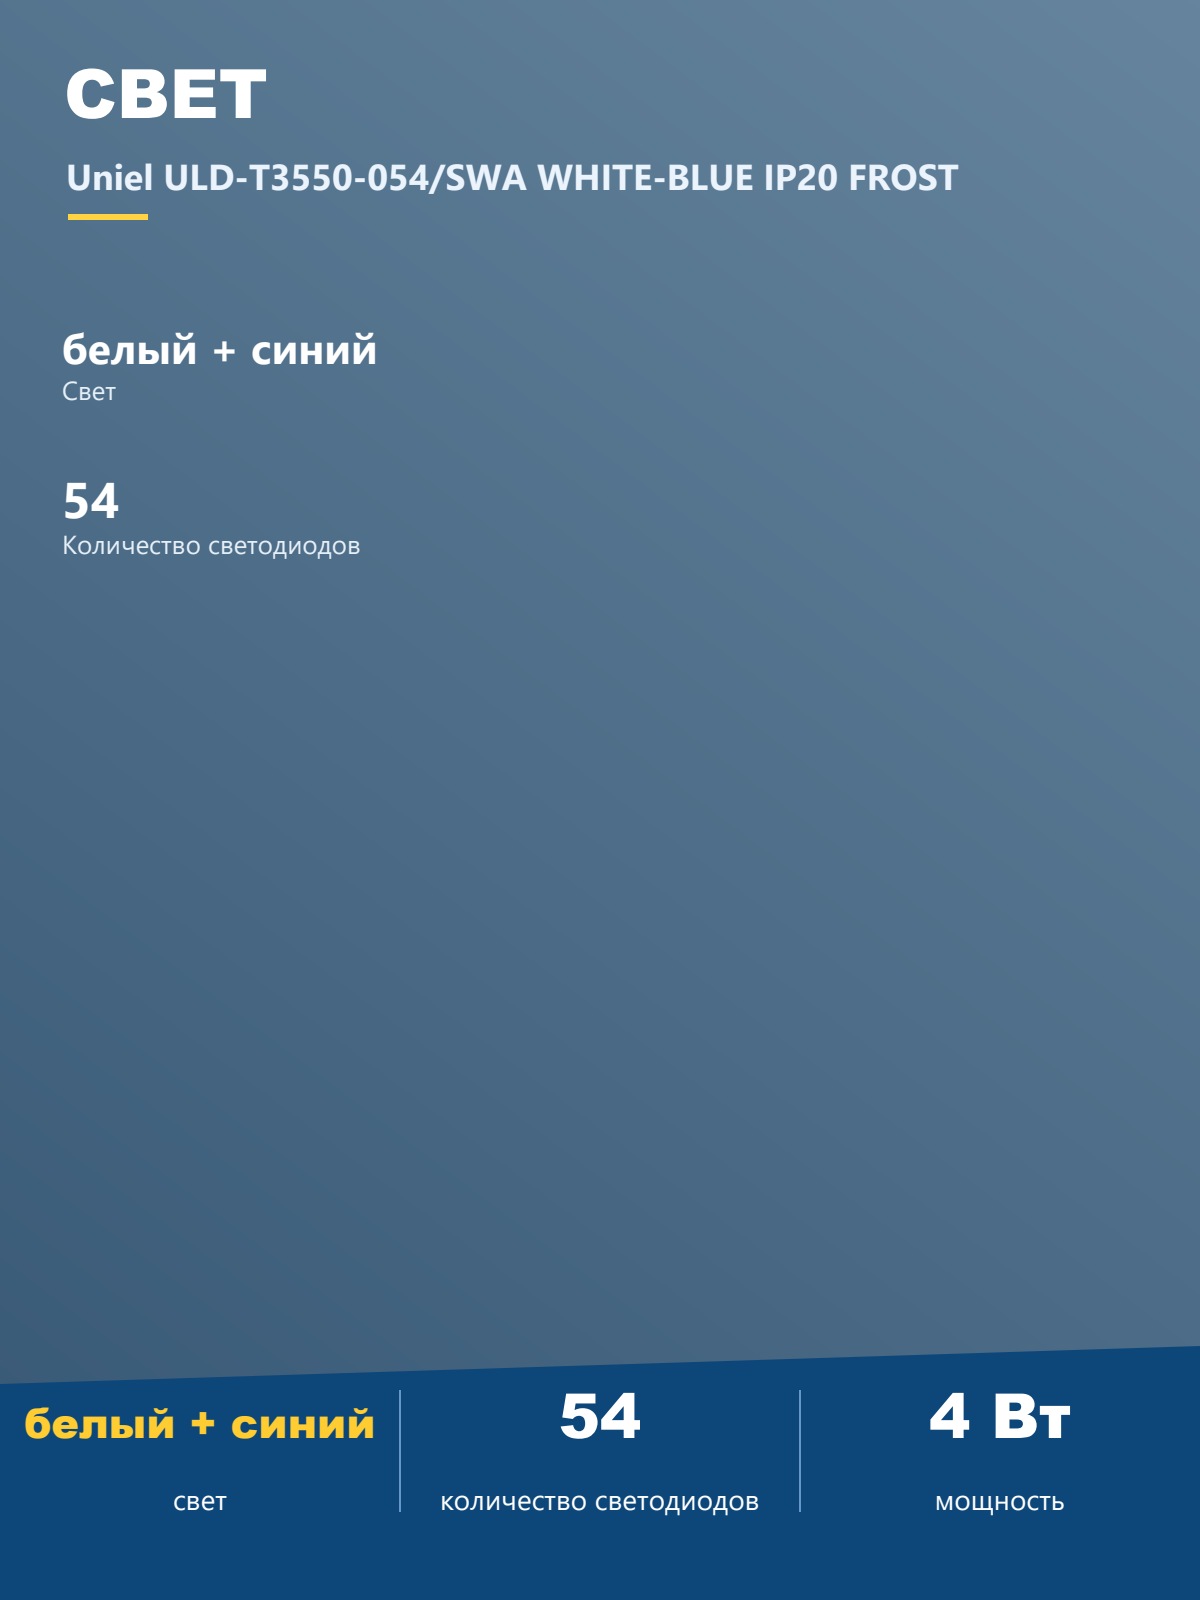 СВЕТ
Uniel ULD-T3550-054/SWA WHITE-BLUE IP20 FROST
белый + синий
Свет
54
Количество светодиодов
белый + синий
свет
54
количество светодиодов
4 Вт
мощность